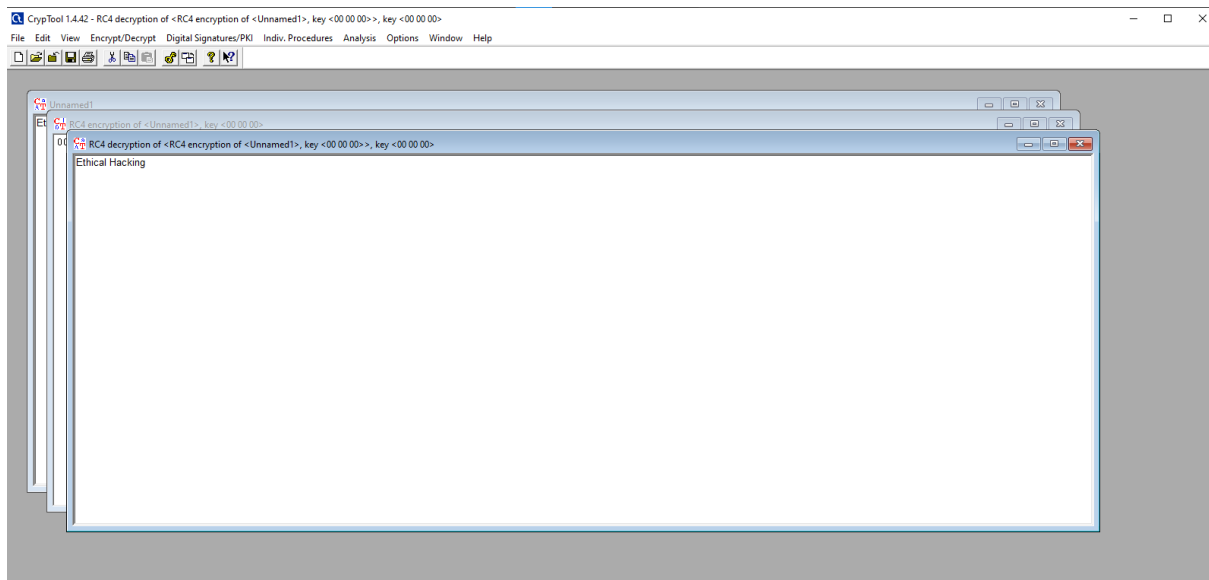 CrypTool 1.4.42 - RC4 decryption of <RC4 encryption of <Unnamed1>, key <00 00 00>>, key <00 00 00>
File Edit View Encrypt/Decrypt Digital Signatures/PKI Indiv. Procedures Analysis Options Window Help
Unnamed1
Et
RC4 encryption of <Unnamed1>, key <00 00 00>
00
RC4 decryption of <RC4 encryption of <Unnamed1>, key <00 00 00>>, key <00 00 00>
Ethical Hacking